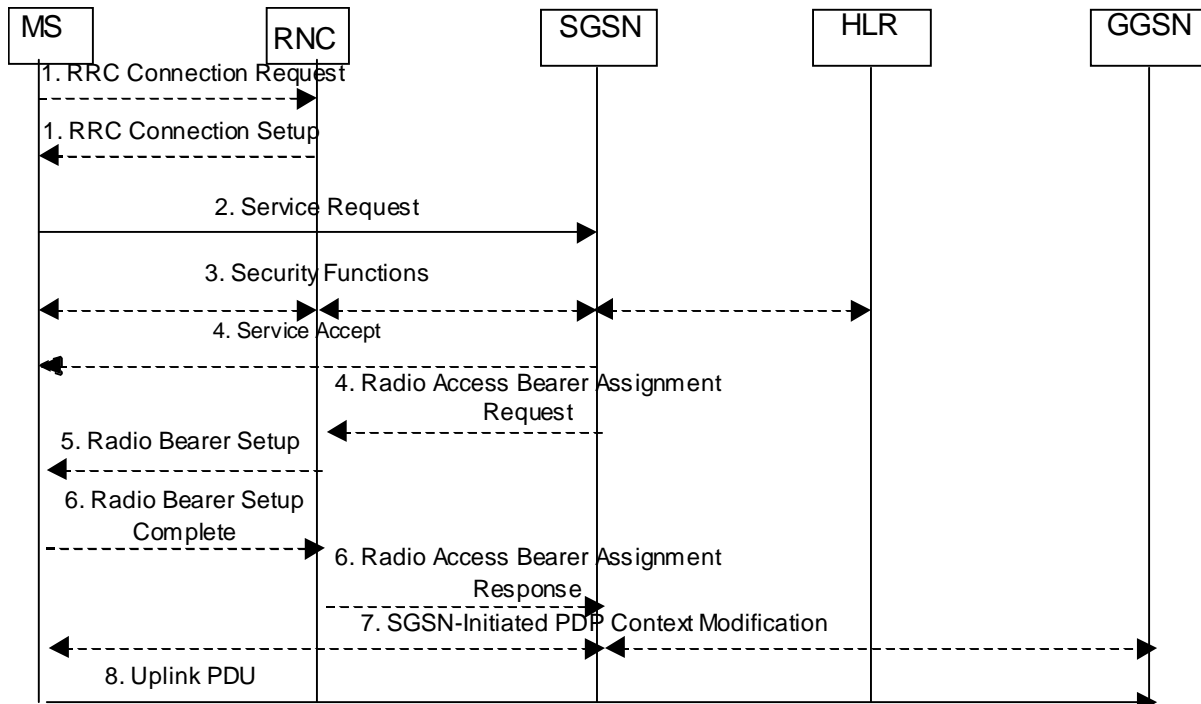 MS
RNC
SGSN
HLR
GGSN
1. RRC Connection Request
1. RRC Connection Setup
2. Service Request
3. Security Functions
4. Service Accept
4. Radio Access Bearer Assignment
Request
5. Radio Bearer Setup
6. Radio Bearer Setup
Complete
6. Radio Access Bearer Assignment
Response
7. SGSN-Initiated PDP Context Modification
8. Uplink PDU